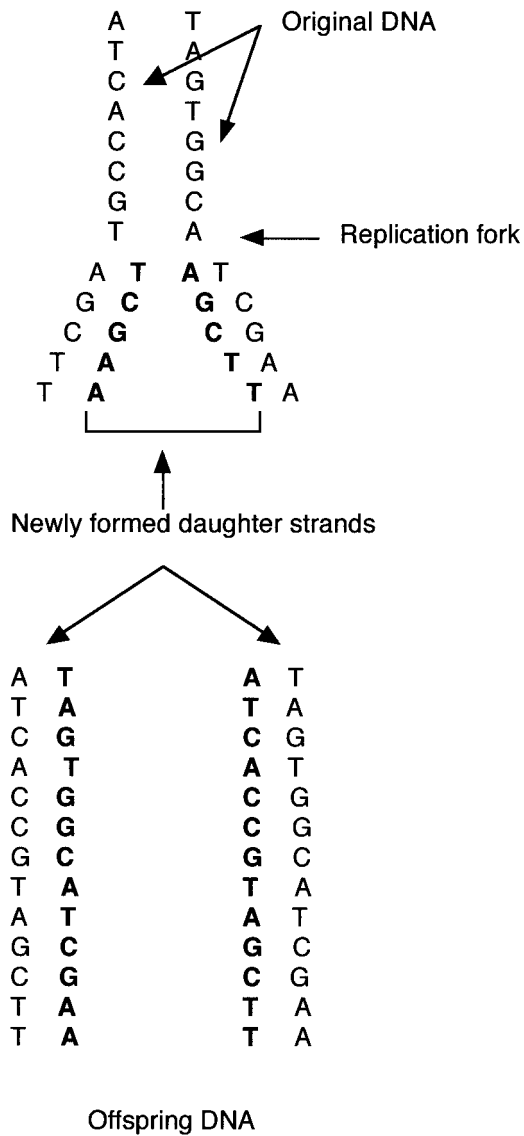 A T Original DNA
T A
C G
A T
C G
C G
G C
T A Replication fork
A T A T
G C G C
C G C G
T A T A
T A T A
Newly formed daughter strands
A T A T
T A T A
C G C G
A T A T
C G C G
C G C G
G C G C
T A T A
A T A T
G C G C
C G C G
T A T A
T A T A
Offspring DNA